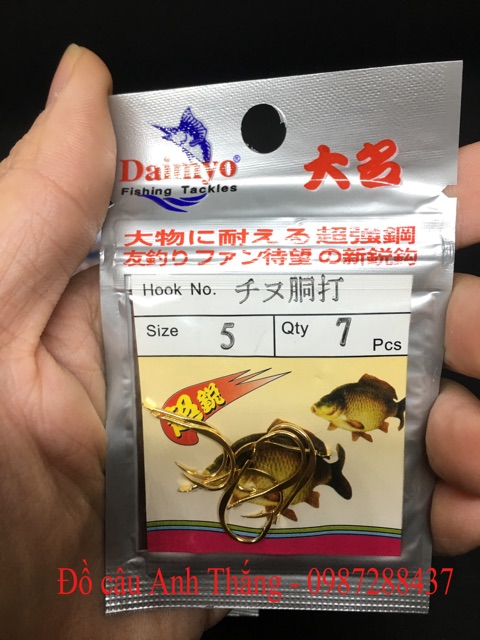 Daimyo®
Fishing Tackles
大名
大物に耐える超強鋼
友釣りファン待望の新鋭鈎
Hook No. チヌ胴打
Size 5 Qty 7 Pcs
超鋭
Đồ câu Anh Thắng - 0987288437